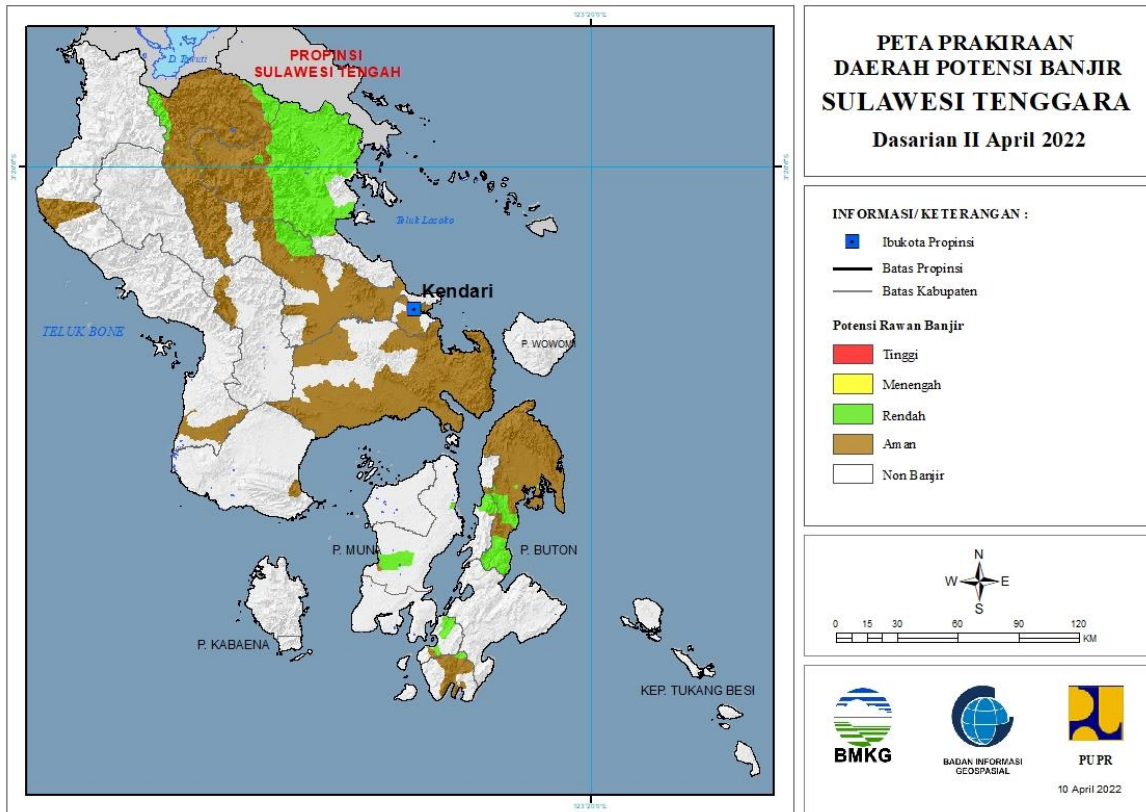 PETA PRAKIRAAN
DAERAH POTENSI BANJIR
SULAWESI TENGGARA
Dasarian II April 2022
INFORMASI/ KETERANGAN :
Ibukota Propinsi
Batas Propinsi
Batas Kabupaten
Potensi Rawan Banjir
Tinggi
Menengah
Rendah
Aman
Non Banjir
N
W E
S
0 15 30 60 90 120
KM
BMKG
BADAN INFORMASI
GEOSPASIAL
PU PR
10 April 2022
PROPINSI
SULAWESI TENGAH
Teluk Lasolo
Kendari
TELUK BONE
P. WOWONI
P. MUNA
P. BUTON
P. KABAENA
KEP. TUKANG BESI